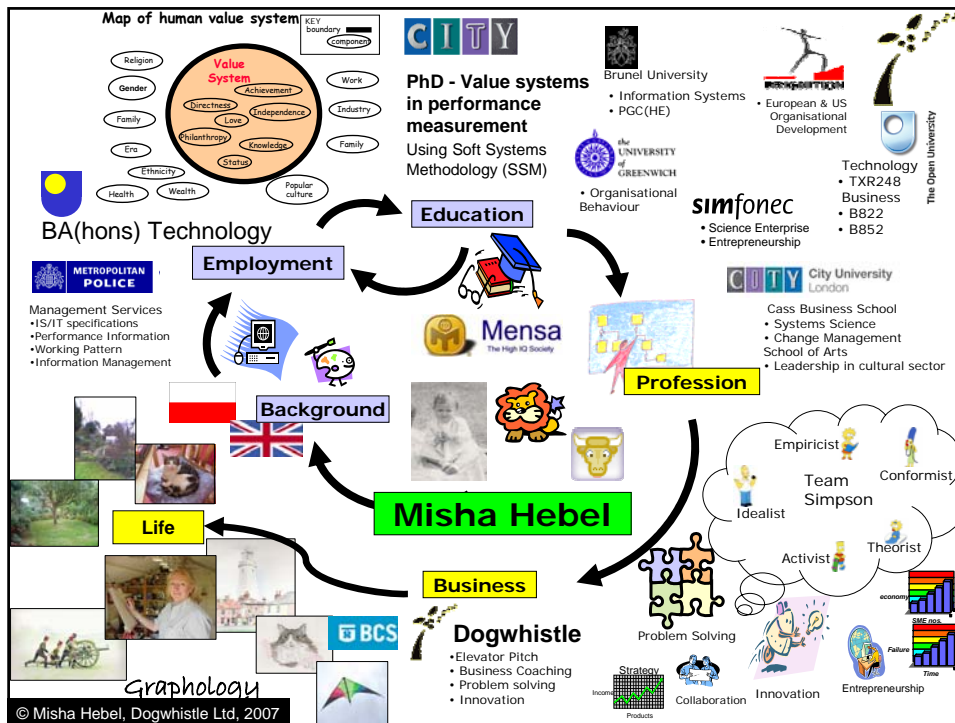 Map of human value system
KEY
boundary
component
Value
System
Achievement
Directness
Independence
Love
Philanthropy
Knowledge
Status
Religion
Gender
Family
Era
Ethnicity
Health
Wealth
Popular
culture
Work
Industry
Family
CITY
PhD - Value systems
in performance
measurement
Using Soft Systems
Methodology (SSM)
Brunel University
• Information Systems
• PGC(HE)
the
UNIVERSITY
of
GREENWICH
• Organisational
Behaviour
• European & US
Organisational
Development
The Open University
Technology
• TXR248
Business
• B822
• B852
simfonec
• Science Enterprise
• Entrepreneurship
CITY City University
London
Cass Business School
• Systems Science
• Change Management
School of Arts
• Leadership in cultural sector
BA(hons) Technology
METROPOLITAN
POLICE
Management Services
•IS/IT specifications
•Performance Information
•Working Pattern
•Information Management
Employment
Education
Mensa
The High IQ Society
Profession
Background
Misha Hebel
Life
Business
Team
Simpson
Empiricist
Conformist
Idealist
Activist
Theorist
Dogwhistle
•Elevator Pitch
• Business Coaching
• Problem solving
• Innovation
BCS
Graphology
Problem Solving
Strategy
Income
Products
Collaboration
Innovation
Entrepreneurship
economy
SME nos.
Failure
Time
© Misha Hebel, Dogwhistle Ltd, 2007